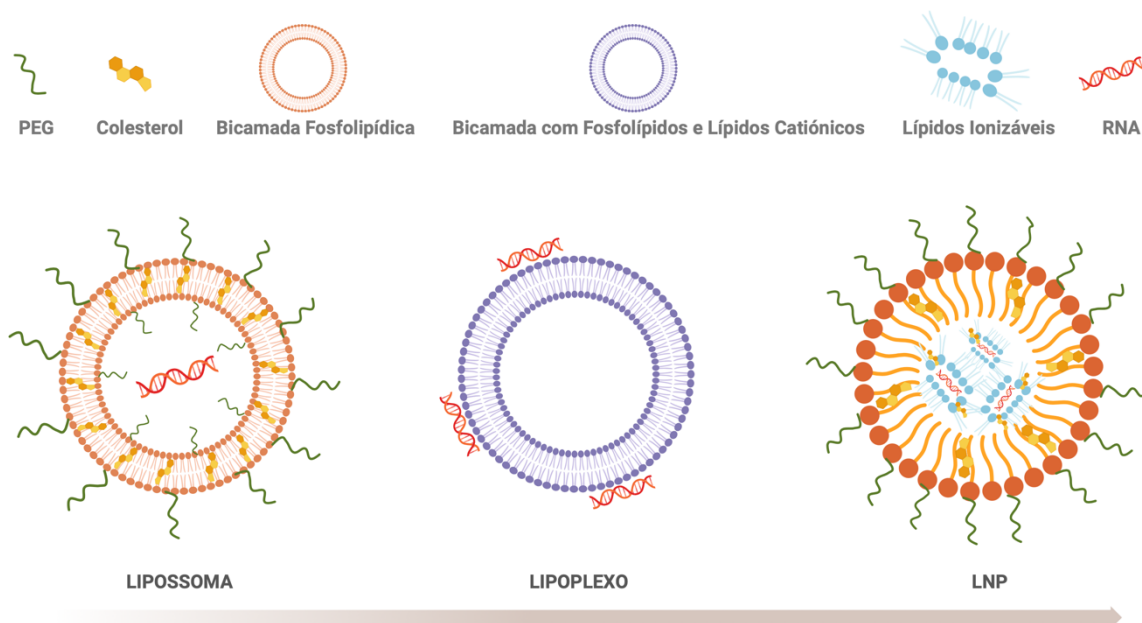 PEG
Colesterol
Bicamada Fosfolipídica
Bicamada com Fosfolípidos e Lípidos Catiónicos
Lípidos Ionizáveis
RNA
LIPOSSOMA
LIPOPLEXO
LNP